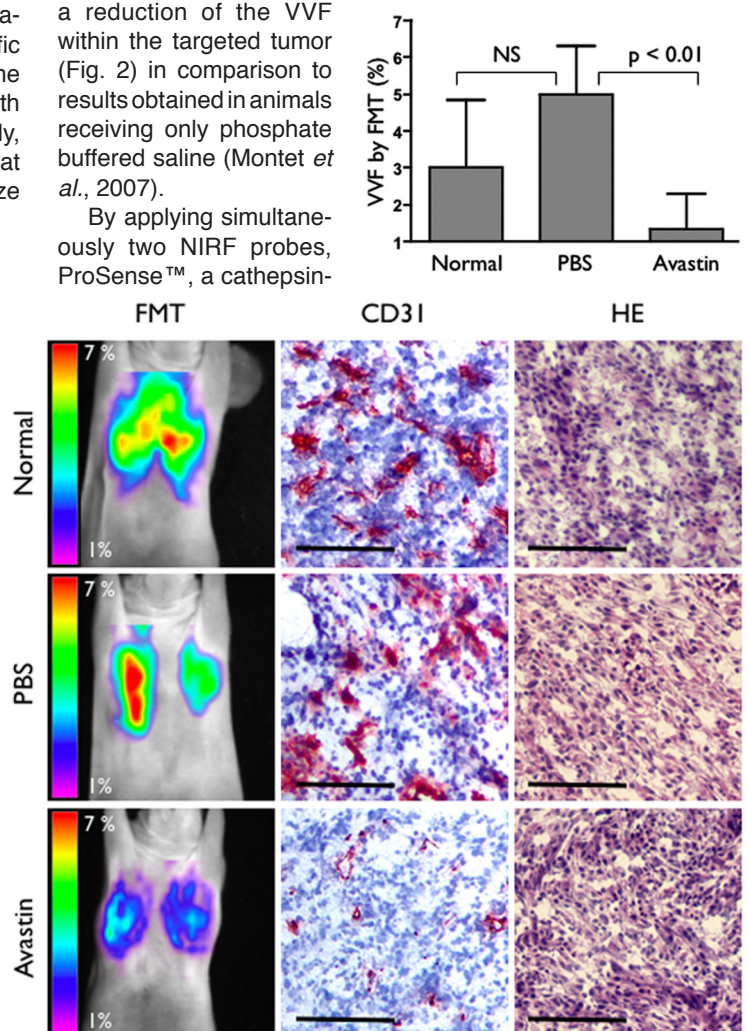 a-
fic
ne
th
ly,
at
ze
a reduction of the VVF
within the targeted tumor
(Fig. 2) in comparison to
results obtained in animals
receiving only phosphate
buffered saline (Montet et
al., 2007).
By applying simultane-
ously two NIRF probes,
ProSense™, a cathepsin-
VVF by FMT (%)
7
6
5
4
3
2
1
NS
p < 0.01
Normal
PBS
Avastin
FMT
CD31
HE
Normal
7 %
1%
PBS
7 %
1%
Avastin
7 %
1%